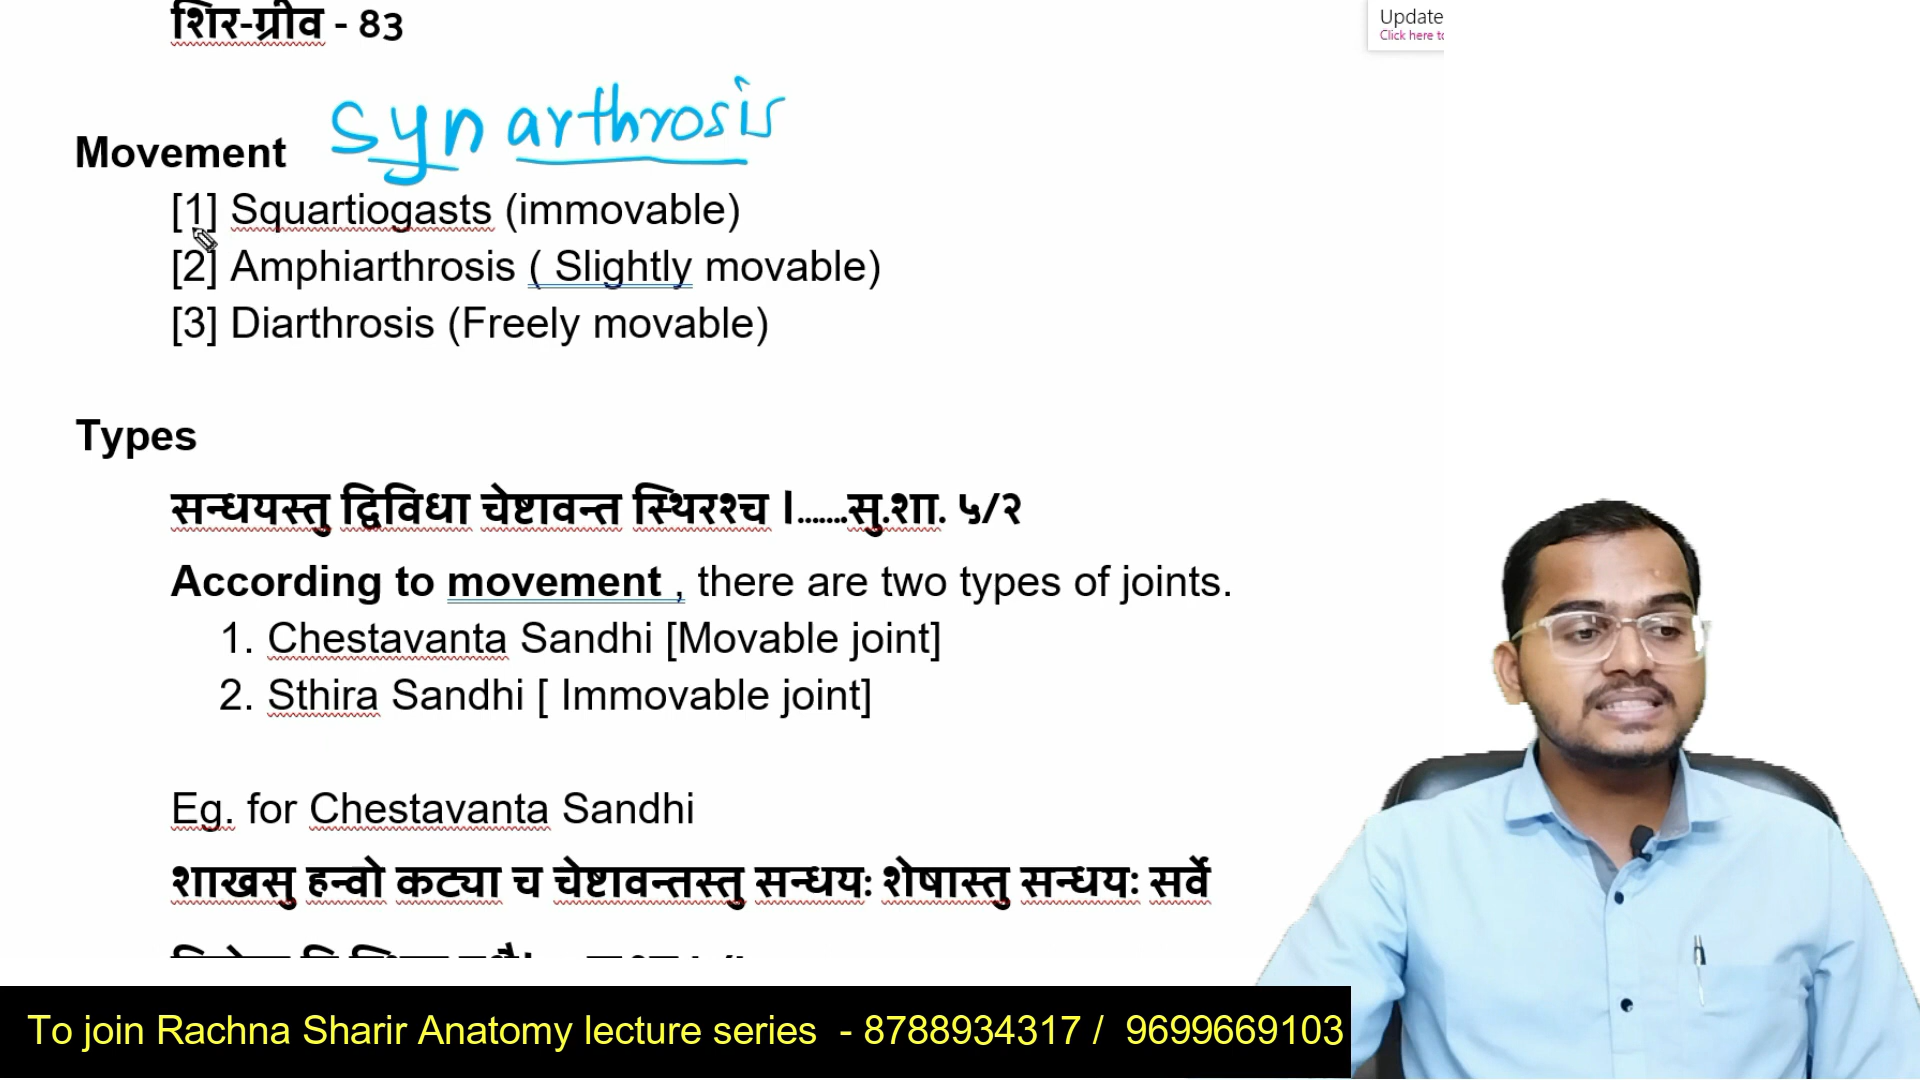 शिर-ग्रीव - 83
Update
Click here to
synarthrosis
Movement
[1] Squartiogasts (immovable)
[2] Amphiarthrosis ( Slightly movable)
[3] Diarthrosis (Freely movable)
Types
सन्धयस्तु द्विविधा चेष्टावन्त स्थिरश्च ।.......सु.शा. ५/२
According to movement , there are two types of joints.
1. Chestavanta Sandhi [Movable joint]
2. Sthira Sandhi [ Immovable joint]
Eg. for Chestavanta Sandhi
शाखसु हन्वो कट्या च चेष्टावन्तस्तु सन्धयः शेषास्तु सन्धयः सर्वे
To join Rachna Sharir Anatomy lecture series - 8788934317 / 9699669103